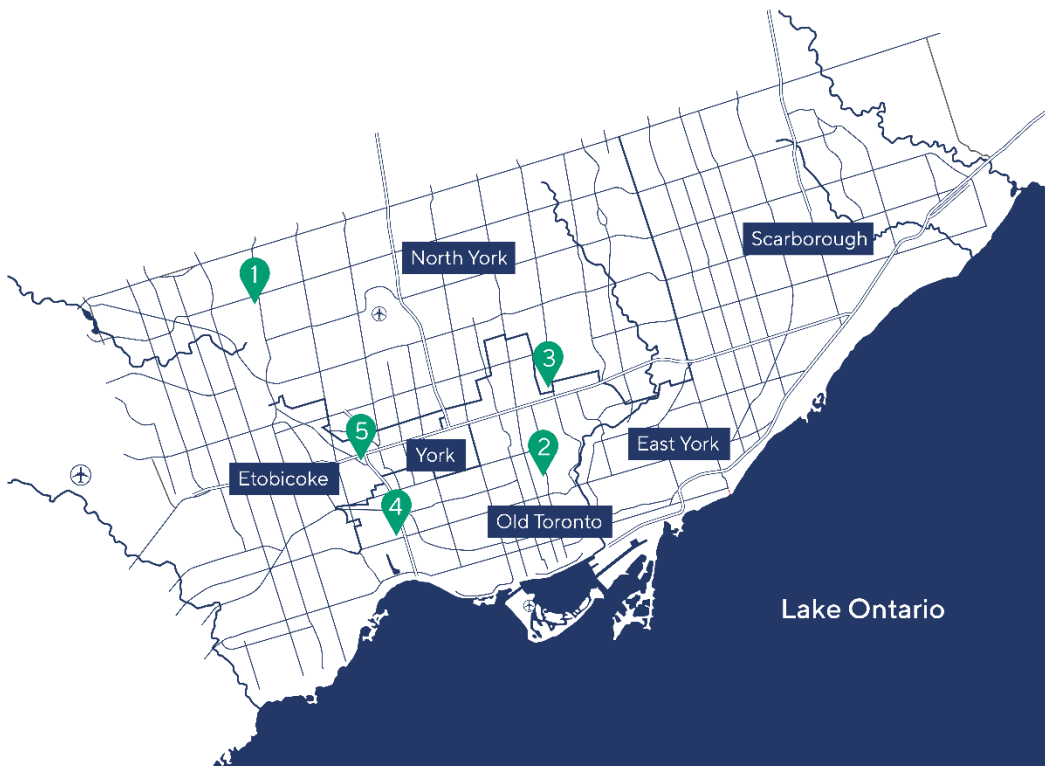 Scarborough
North York
1
3
5
2
York
East York
Etobicoke
4
Old Toronto
Lake Ontario